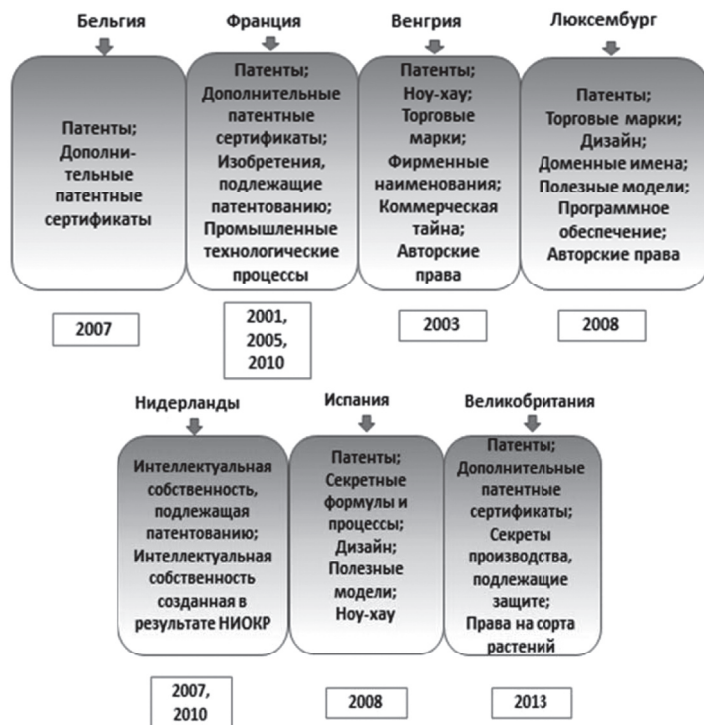 Бельгия
Патенты;
Дополни-
тельные
патентные
сертификаты
2007
Франция
Патенты;
Дополнительные
патентные
сертификаты;
Изобретения,
подлежащие
патентованию;
Промышленные
технологические
процессы
2001,
2005,
2010
Венгрия
Патенты;
Ноу-хау;
Торговые
марки;
Фирменные
наименования;
Коммерческая
тайна;
Авторские
права
2003
Люксембург
Патенты;
Торговые марки;
Дизайн;
Доменные имена;
Полезные модели;
Программное
обеспечение;
Авторские права
2008
Нидерланды
Интеллектуальная
собственность,
подлежащая
патентованию;
Интеллектуальная
собственность
созданная в
результате НИОКР
2007,
2010
Испания
Патенты;
Секретные
формулы и
процессы;
Дизайн;
Полезные
модели;
Ноу-хау
2008
Великобритания
Патенты;
Дополнительные
патентные
сертификаты;
Секреты
производства,
подлежащие
защите;
Права на сорта
растений
2013